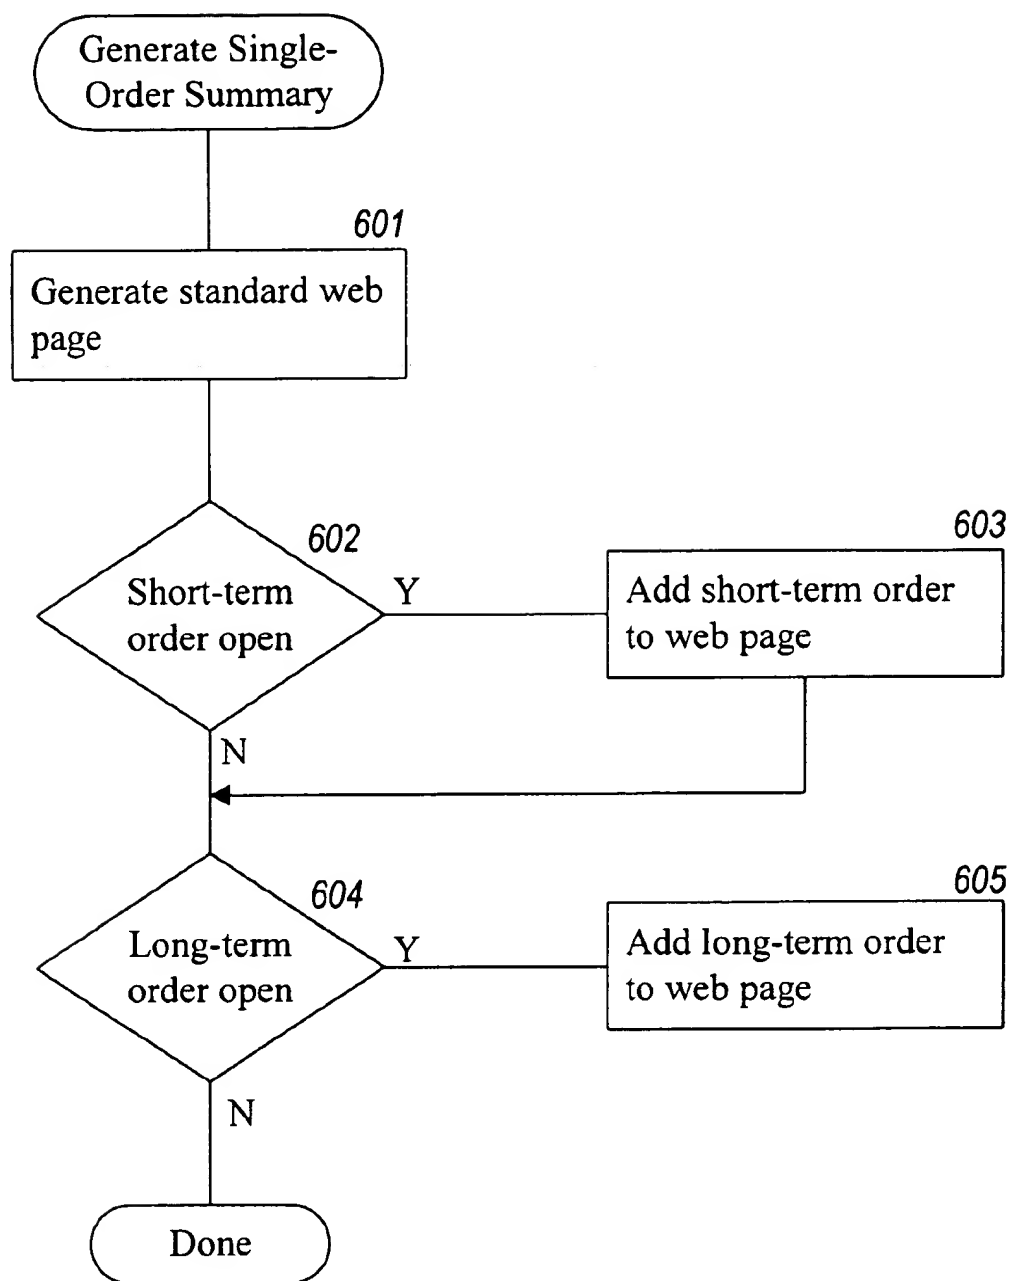 Generate Single-
Order Summary
601
Generate standard web
page
602
Short-term
order open
Y
603
Add short-term order
to web page
N
604
Long-term
order open
Y
605
Add long-term order
to web page
N
Done